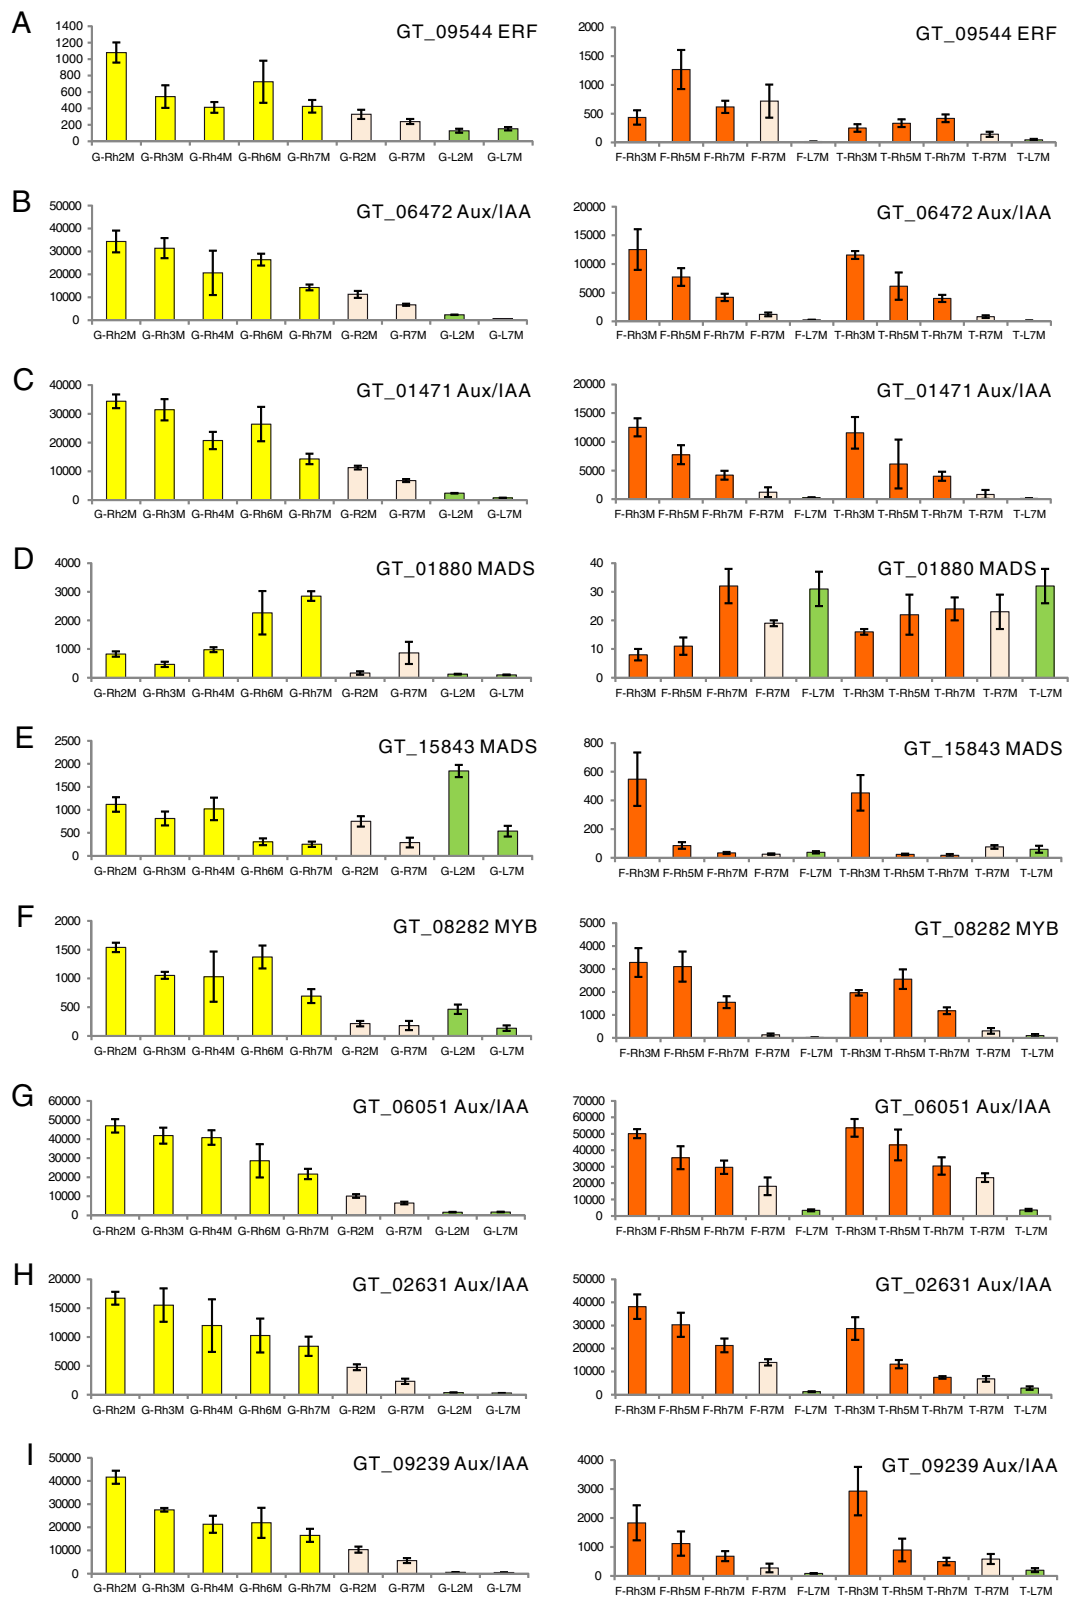 A
GT_09544 ERF
1400
1200
1000
800
600
400
200
0
G-Rh2M G-Rh3M G-Rh4M G-Rh6M G-Rh7M G-R2M G-R7M G-L2M G-L7M
GT_09544 ERF
2000
1500
1000
500
0
F-Rh3M F-Rh5M F-Rh7M F-R7M F-L7M T-Rh3M T-Rh5M T-Rh7M T-R7M T-L7M
B
GT_06472 Aux/IAA
50000
40000
30000
20000
10000
0
G-Rh2M G-Rh3M G-Rh4M G-Rh6M G-Rh7M G-R2M G-R7M G-L2M G-L7M
GT_06472 Aux/IAA
20000
15000
10000
5000
0
F-Rh3M F-Rh5M F-Rh7M F-R7M F-L7M T-Rh3M T-Rh5M T-Rh7M T-R7M T-L7M
C
GT_01471 Aux/IAA
40000
30000
20000
10000
0
G-Rh2M G-Rh3M G-Rh4M G-Rh6M G-Rh7M G-R2M G-R7M G-L2M G-L7M
GT_01471 Aux/IAA
20000
15000
10000
5000
0
F-Rh3M F-Rh5M F-Rh7M F-R7M F-L7M T-Rh3M T-Rh5M T-Rh7M T-R7M T-L7M
D
GT_01880 MADS
4000
3000
2000
1000
0
G-Rh2M G-Rh3M G-Rh4M G-Rh6M G-Rh7M G-R2M G-R7M G-L2M G-L7M
GT_01880 MADS
40
30
20
10
0
F-Rh3M F-Rh5M F-Rh7M F-R7M F-L7M T-Rh3M T-Rh5M T-Rh7M T-R7M T-L7M
E
GT_15843 MADS
2500
2000
1500
1000
500
0
G-Rh2M G-Rh3M G-Rh4M G-Rh6M G-Rh7M G-R2M G-R7M G-L2M G-L7M
GT_15843 MADS
800
600
400
200
0
F-Rh3M F-Rh5M F-Rh7M F-R7M F-L7M T-Rh3M T-Rh5M T-Rh7M T-R7M T-L7M
F
GT_08282 MYB
2000
1500
1000
500
0
G-Rh2M G-Rh3M G-Rh4M G-Rh6M G-Rh7M G-R2M G-R7M G-L2M G-L7M
GT_08282 MYB
5000
4000
3000
2000
1000
0
F-Rh3M F-Rh5M F-Rh7M F-R7M F-L7M T-Rh3M T-Rh5M T-Rh7M T-R7M T-L7M
G
GT_06051 Aux/IAA
60000
50000
40000
30000
20000
10000
0
G-Rh2M G-Rh3M G-Rh4M G-Rh6M G-Rh7M G-R2M G-R7M G-L2M G-L7M
GT_06051 Aux/IAA
70000
60000
50000
40000
30000
20000
10000
0
F-Rh3M F-Rh5M F-Rh7M F-R7M F-L7M T-Rh3M T-Rh5M T-Rh7M T-R7M T-L7M
H
GT_02631 Aux/IAA
20000
15000
10000
5000
0
G-Rh2M G-Rh3M G-Rh4M G-Rh6M G-Rh7M G-R2M G-R7M G-L2M G-L7M
GT_02631 Aux/IAA
50000
40000
30000
20000
10000
0
F-Rh3M F-Rh5M F-Rh7M F-R7M F-L7M T-Rh3M T-Rh5M T-Rh7M T-R7M T-L7M
I
GT_09239 Aux/IAA
50000
40000
30000
20000
10000
0
G-Rh2M G-Rh3M G-Rh4M G-Rh6M G-Rh7M G-R2M G-R7M G-L2M G-L7M
GT_09239 Aux/IAA
4000
3000
2000
1000
0
F-Rh3M F-Rh5M F-Rh7M F-R7M F-L7M T-Rh3M T-Rh5M T-Rh7M T-R7M T-L7M